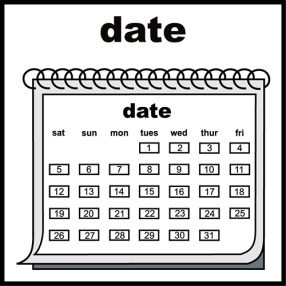 date
date
sat sun mon tues wed thur fri
1 2 3 4
5 6 7 8 9 10 11
12 13 14 15 16 17 18
19 20 21 22 23 24 25
26 27 28 29 30 31